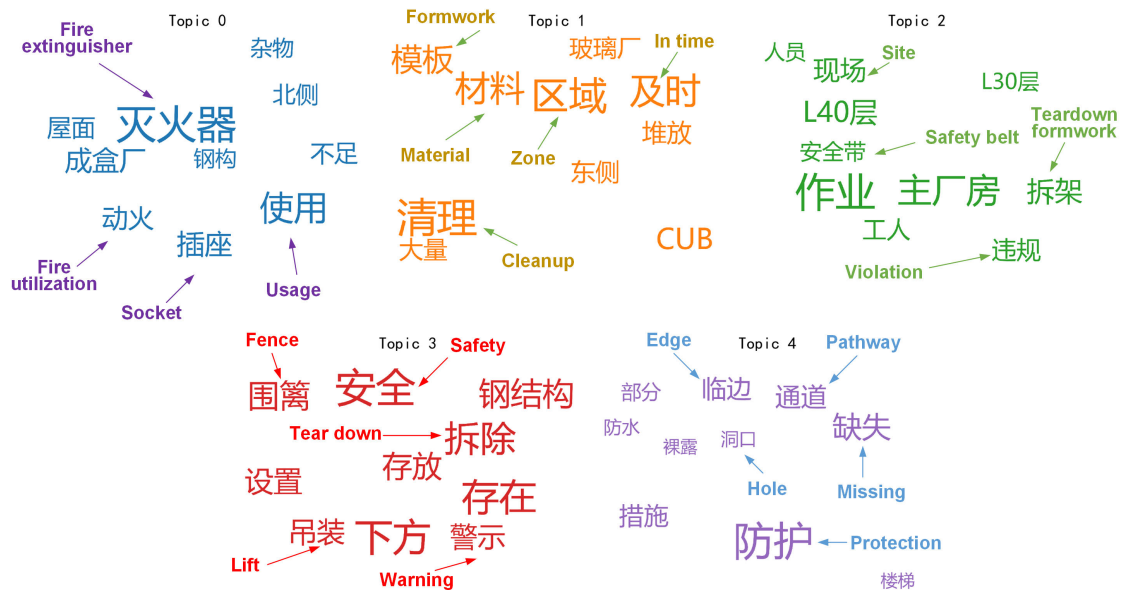 Topic 0
Fire
extinguisher
杂物
北侧
灭火器
屋面
成盒厂
钢构
不足
动火
使用
插座
Fire
utilization
Socket
Usage
Topic 1
Formwork
玻璃厂
In time
模板
材料
区域
及时
堆放
Material
Zone
东侧
清理
大量
CUB
Cleanup
Topic 2
人员
现场
Site
L30层
L40层
Teardown
formwork
Safety belt
安全带
作业
主厂房
拆架
工人
违规
Violation
Topic 3
Fence
Safety
围篱
安全
钢结构
Tear down
拆除
存放
设置
存在
吊装
下方
警示
Lift
Warning
Topic 4
Edge
Pathway
部分
临边
通道
防水
裸露
洞口
缺失
Hole
Missing
措施
防护
Protection
楼梯